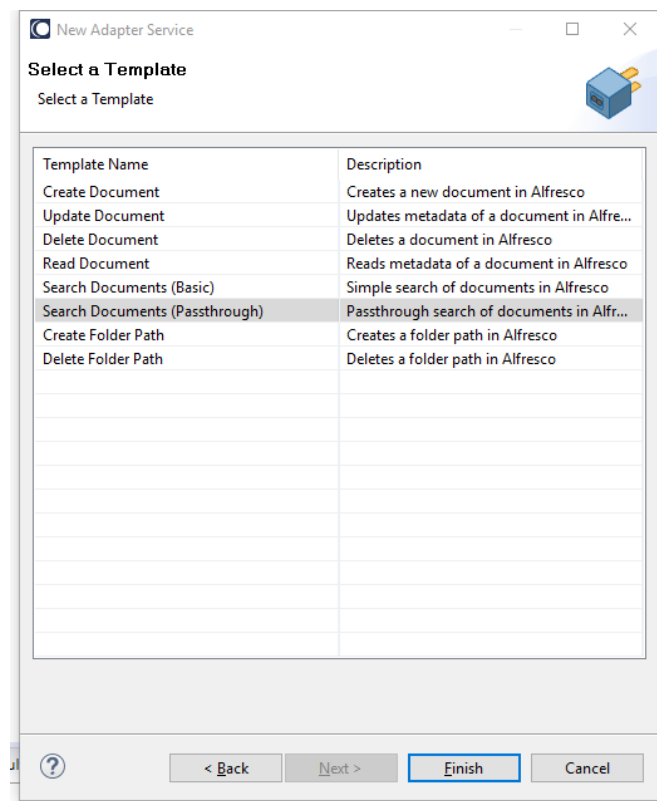 New Adapter Service
Select a Template
Select a Template
Template Name Description
Create Document Creates a new document in Alfresco
Update Document Updates metadata of a document in Alfre...
Delete Document Deletes a document in Alfresco
Read Document Reads metadata of a document in Alfresco
Search Documents (Basic) Simple search of documents in Alfresco
Search Documents (Passthrough) Passthrough search of documents in Alfr...
Create Folder Path Creates a folder path in Alfresco
Delete Folder Path Deletes a folder path in Alfresco
? < Back Next > Finish Cancel